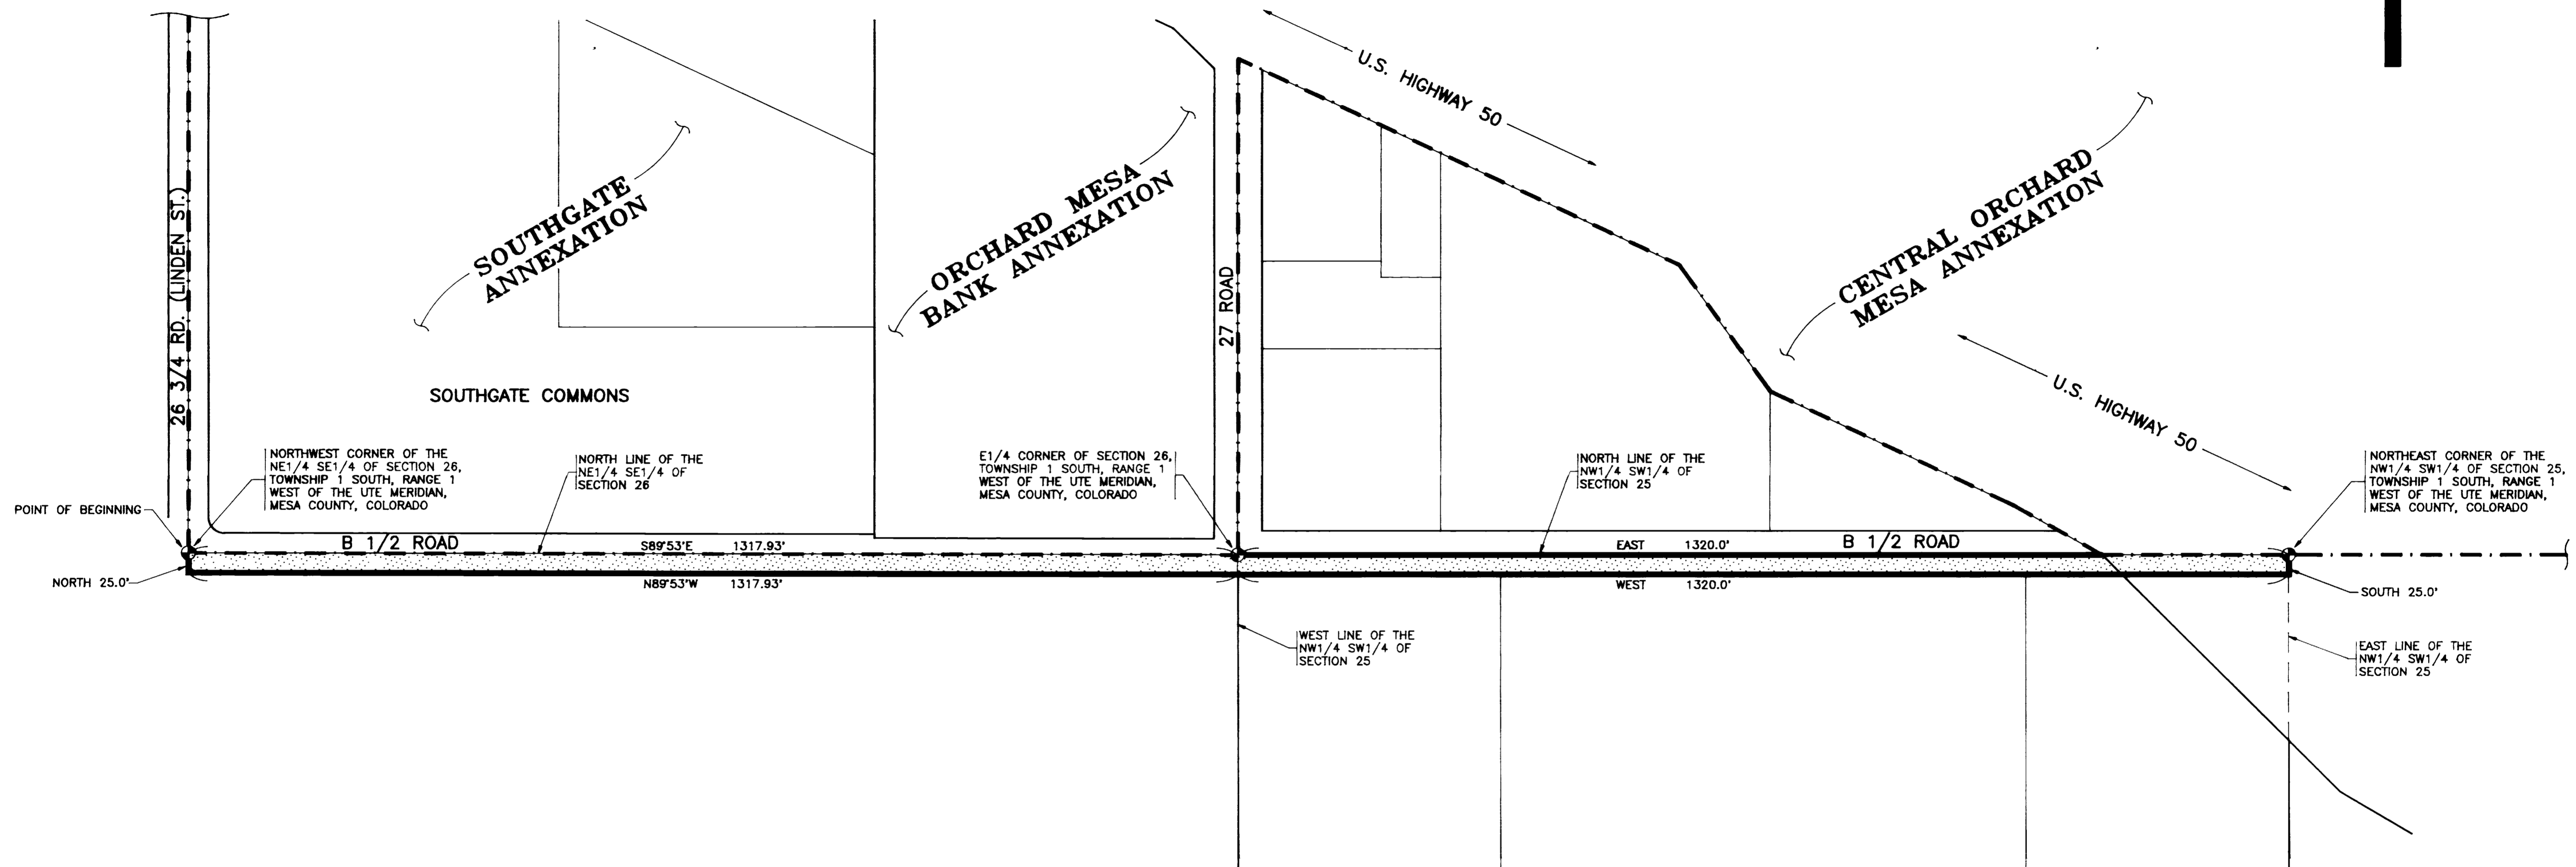 U.S. HIGHWAY 50
SOUTHGATE
ANNEXATION
ORCHARD MESA
BANK ANNEXATION
CENTRAL ORCHARD
MESA ANNEXATION
26 3/4 RD. (LINDEN ST.)
27 ROAD
SOUTHGATE COMMONS
U.S. HIGHWAY 50
NORTHWEST CORNER OF THE
NE1/4 SE1/4 OF SECTION 26,
TOWNSHIP 1 SOUTH, RANGE 1
WEST OF THE UTE MERIDIAN,
MESA COUNTY, COLORADO
NORTH LINE OF THE
NE1/4 SE1/4 OF
SECTION 26
E1/4 CORNER OF SECTION 26,
TOWNSHIP 1 SOUTH, RANGE 1
WEST OF THE UTE MERIDIAN,
MESA COUNTY, COLORADO
NORTH LINE OF THE
NW1/4 SW1/4 OF
SECTION 25
NORTHEAST CORNER OF THE
NW1/4 SW1/4 OF SECTION 25,
TOWNSHIP 1 SOUTH, RANGE 1
WEST OF THE UTE MERIDIAN,
MESA COUNTY, COLORADO
POINT OF BEGINNING
B 1/2 ROAD
S89°53'E 1317.93'
EAST 1320.0'
B 1/2 ROAD
NORTH 25.0'
N89°53'W 1317.93'
WEST 1320.0'
SOUTH 25.0'
WEST LINE OF THE
NW1/4 SW1/4 OF
SECTION 25
EAST LINE OF THE
NW1/4 SW1/4 OF
SECTION 25